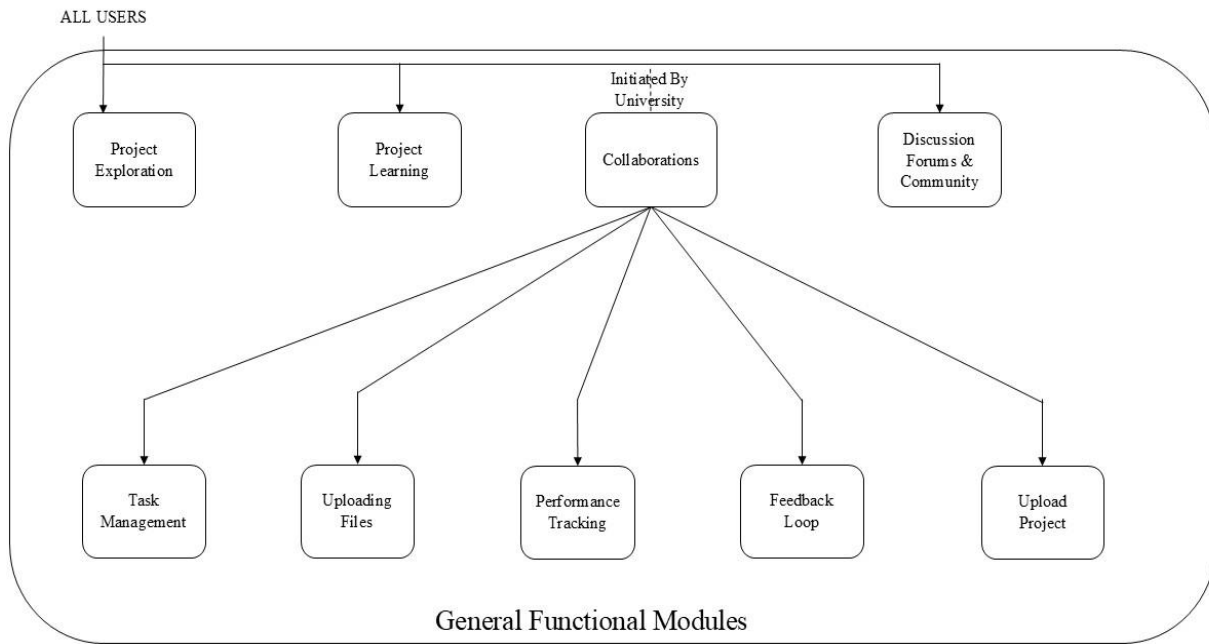 ALL USERS
Initiated By
University
Project
Exploration
Project
Learning
Collaborations
Discussion
Forums &
Community
Task
Management
Uploading
Files
Performance
Tracking
Feedback
Loop
Upload
Project
General Functional Modules